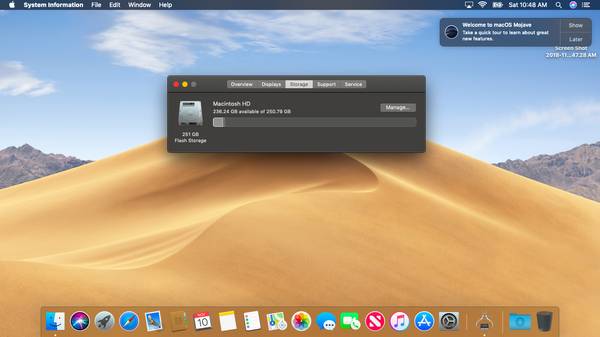 System Information File Edit Window Help
Sat 10:48 AM
Welcome to macOS Mojave
Take a quick tour to learn about great
new features.
Show
Later
Screen Shot
2018-11...47.28 AM
Overview Displays Storage Support Service
Macintosh HD
236.24 GB available of 250.79 GB
Manage...
251 GB
Flash Storage
NOV
10